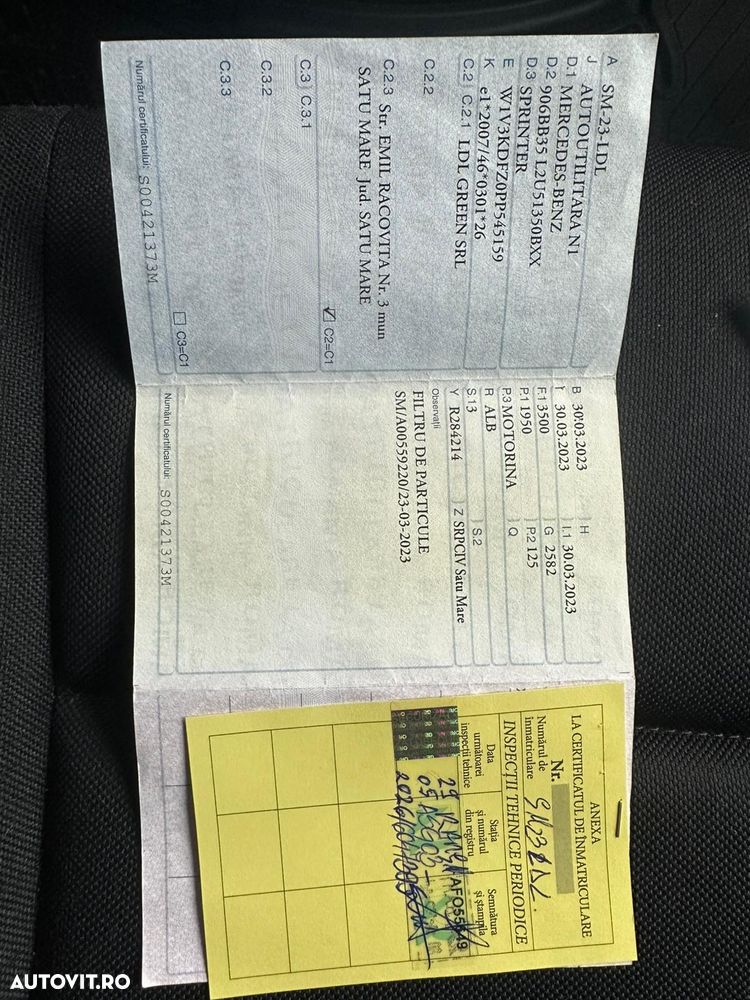 A SM-23-LDL
J AUTOUTILITARA N1
D.1 MERCEDES-BENZ
D.2 906BB35 L2U51350BXX
D.3 SPRINTER
E W1V3KDFZ0PP545159
K e1*2007/46*0301*26
C.2 C.2.1 LDL GREEN SRL
C.2.2
C.2.3 Str. EMIL RACOVITA Nr. 3 mun
SATU MARE Jud. SATU MARE
C.3 C.3.1
C2=C1
C.3.2
C.3.3
C3=C1
Numărul certificatului: S00421373M
B 30.03.2023 H
I 30.03.2023 I.1 30.03.2023
F.1 3500 G 2582
P.1 1950 P.2 125
P.3 MOTORINA Q
R ALB
S.1 3 S.2
Y R284214 Z SRPCIV Satu Mare
Observații
FILTRU DE PARTICULE
SM/A00559220/23-03-2023
Numărul certificatului: S00421373M
ANEXA
LA CERTIFICATUL DE ÎNMATRICULARE
Nr.
Numărul de
înmatriculare
INSPECȚII TEHNICE PERIODICE
Data
următoarei
inspecții tehnice
Stația
și numărul
din registru
Semnătura
și ștampila
29
05
2026
AUTOVIT.RO